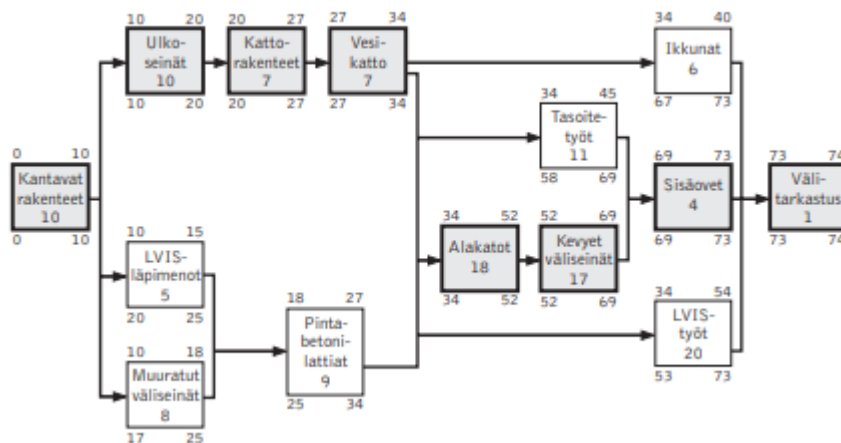 10 20 20 27 27 34 34 40
Ulko-
seinät
10
Katto-
rakenteet
7
Vesi-
katto
7
Ikkunat
6
10 20 20 27 27 34 67 73
34 45
Tasoite-
työt
11
58 69
0 10
Kantavat
rakenteet
10
0 10
69 73
Sisäovet
4
69 73
73 74
Väli-
tarkastus
1
73 74
10 15
LVIS-
läpimenot
5
20 25
34 52
Alakatot
18
34 52
52 69
Kevyet
väliseinät
17
52 69
18 27
Pinta-
betoni-
lattiat
9
25 34
34 54
LVIS-
työt
20
53 73
10 18
Muuratut
väliseinät
8
17 25